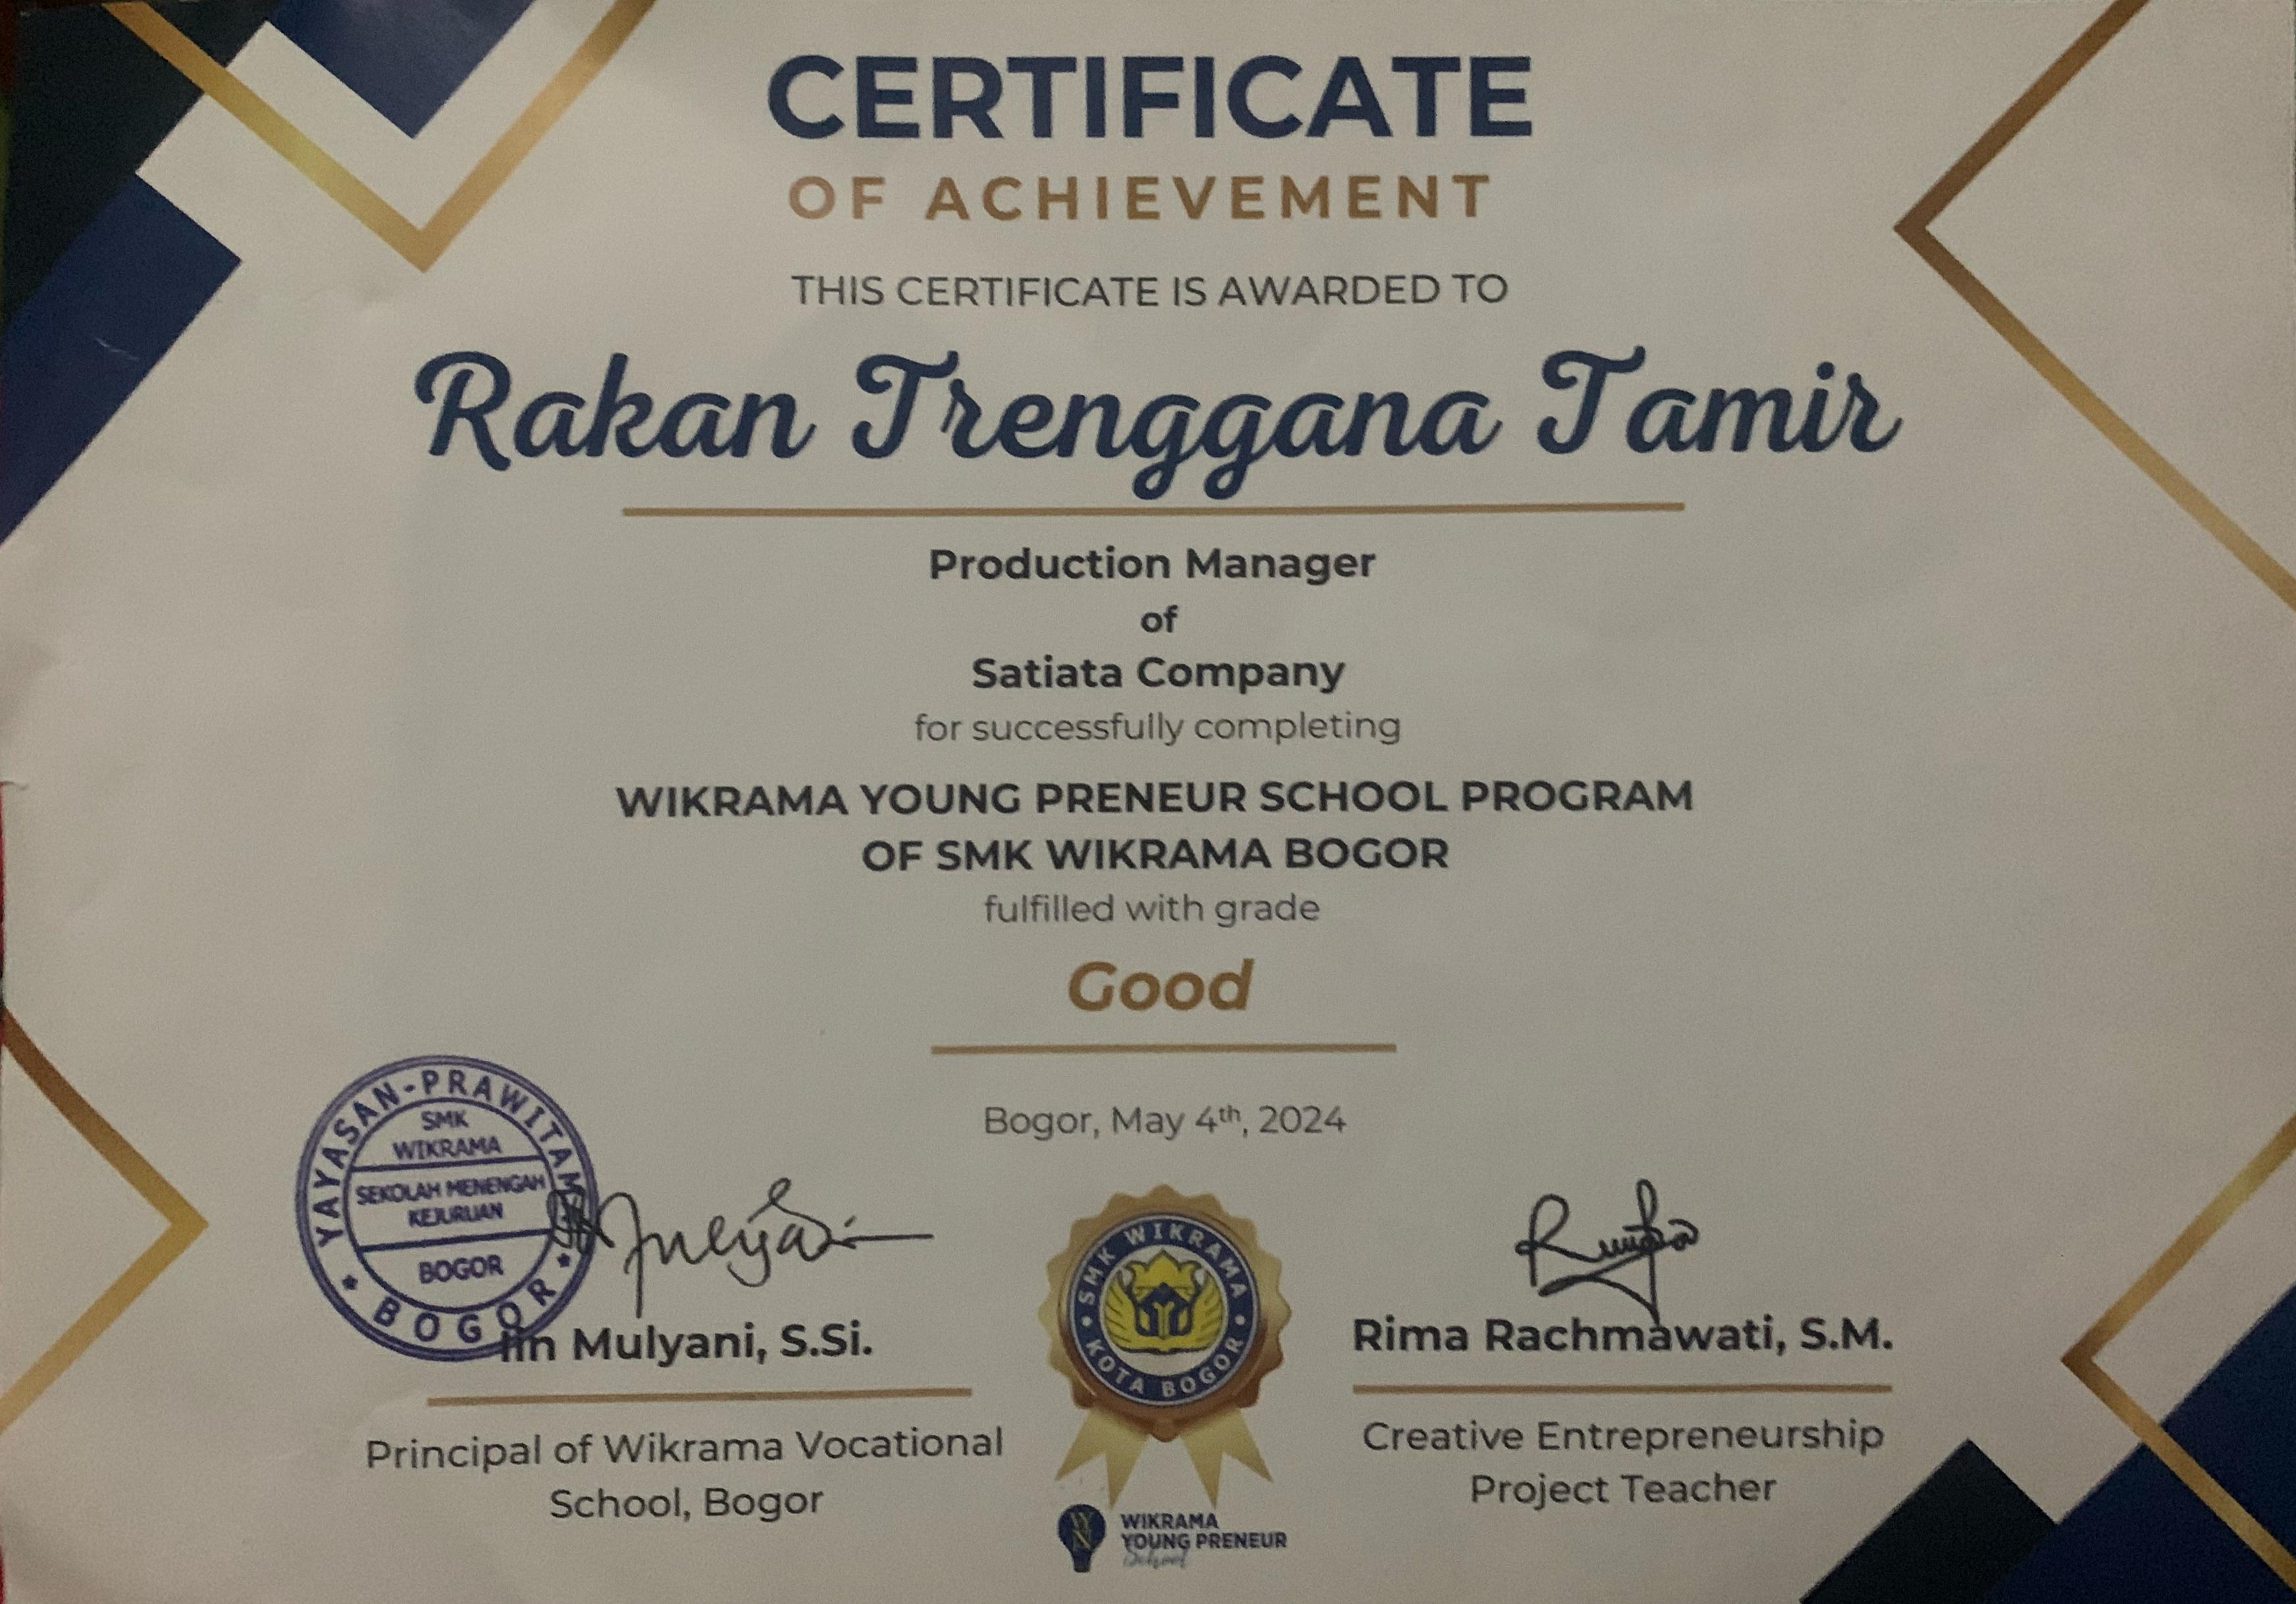 CERTIFICATE
OF ACHIEVEMENT
THIS CERTIFICATE IS AWARDED TO
Rakan Trenggana Tamir
Production Manager
of
Satiata Company
for successfully completing
WIKRAMA YOUNG PRENEUR SCHOOL PROGRAM
OF SMK WIKRAMA BOGOR
fulfilled with grade
Good
Bogor, May 4th, 2024
YAYASAN-PRAWITAMA
SMK
WIKRAMA
SEKOLAH MENENGAH
KEJURUAN
BOGOR
BOGOR
Iin Mulyani, S.Si.
Principal of Wikrama Vocational
School, Bogor
SMK WIKRAMA
KOTA BOGOR
WIKRAMA
YOUNG PRENEUR
School
Rima Rachmawati, S.M.
Creative Entrepreneurship
Project Teacher